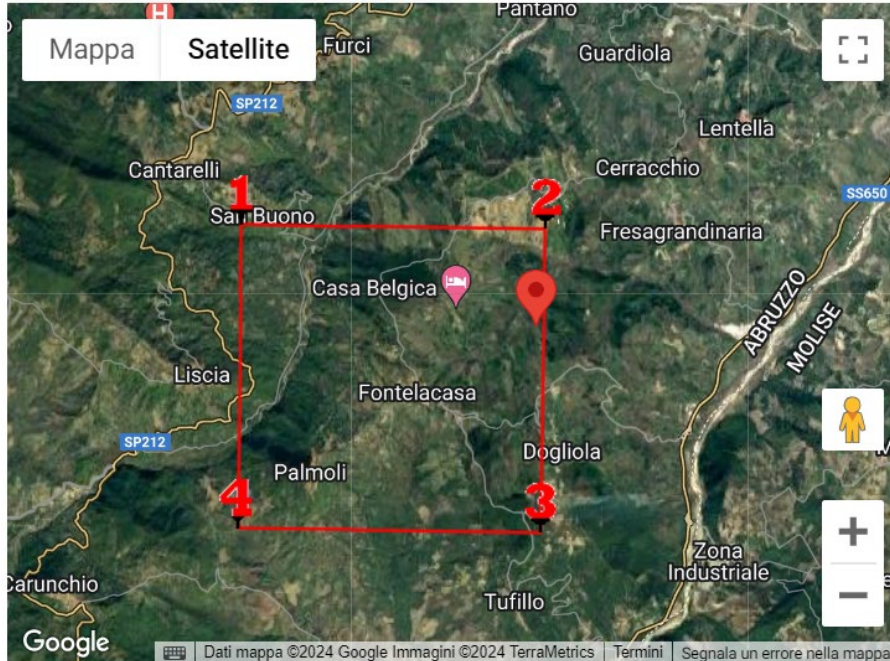 H
Pantano
Mappa
Satellite
Furci
Guardiola
SP212
Lentella
Cantarelli
Cerracchio
1
2
SS650
San Buono
Fresagrandinaria
Casa Belgica
ABRUZZO
MOLISE
Liscia
Fontelacasa
SP212
Dogliola
Palmoli
4
3
+
Zona
Industriale
Carunchio
Tufillo
−
Google
Dati mappa ©2024 Google Immagini ©2024 TerraMetrics
Termini
Segnala un errore nella mappa